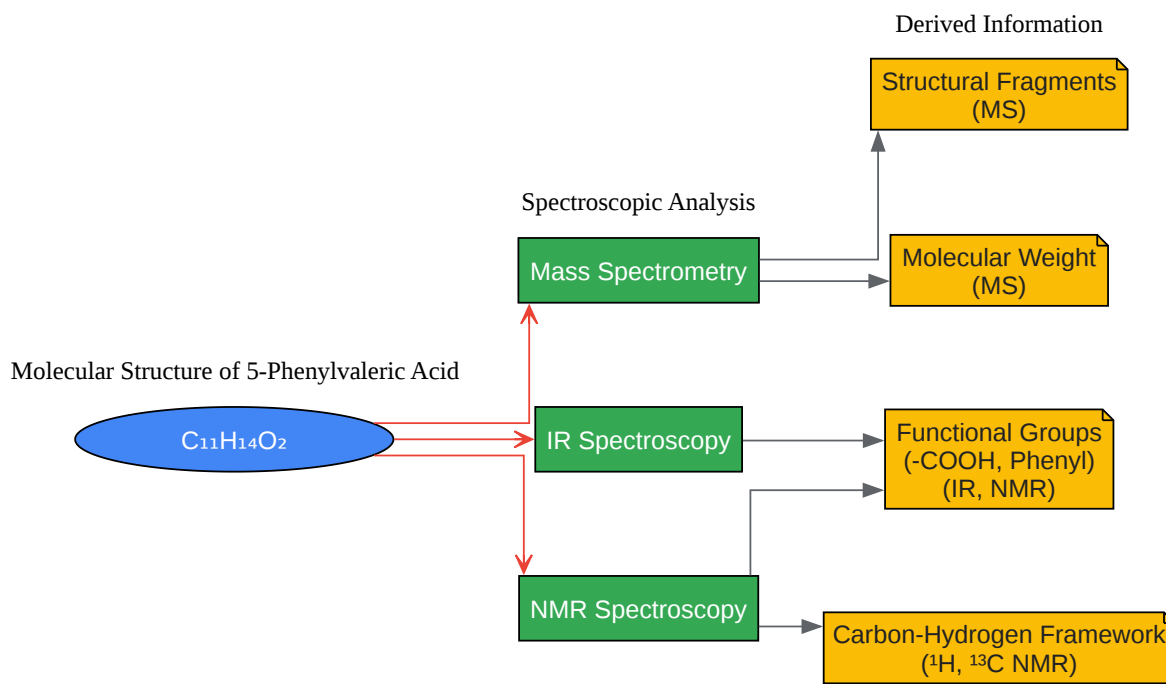 Derived Information
Structural Fragments
(MS)
Spectroscopic Analysis
Mass Spectrometry
Molecular Weight
(MS)
Molecular Structure of 5-Phenylvaleric Acid
C₁₁H₁₄O₂
IR Spectroscopy
Functional Groups
(-COOH, Phenyl)
(IR, NMR)
NMR Spectroscopy
Carbon-Hydrogen Framework
(¹H, ¹³C NMR)